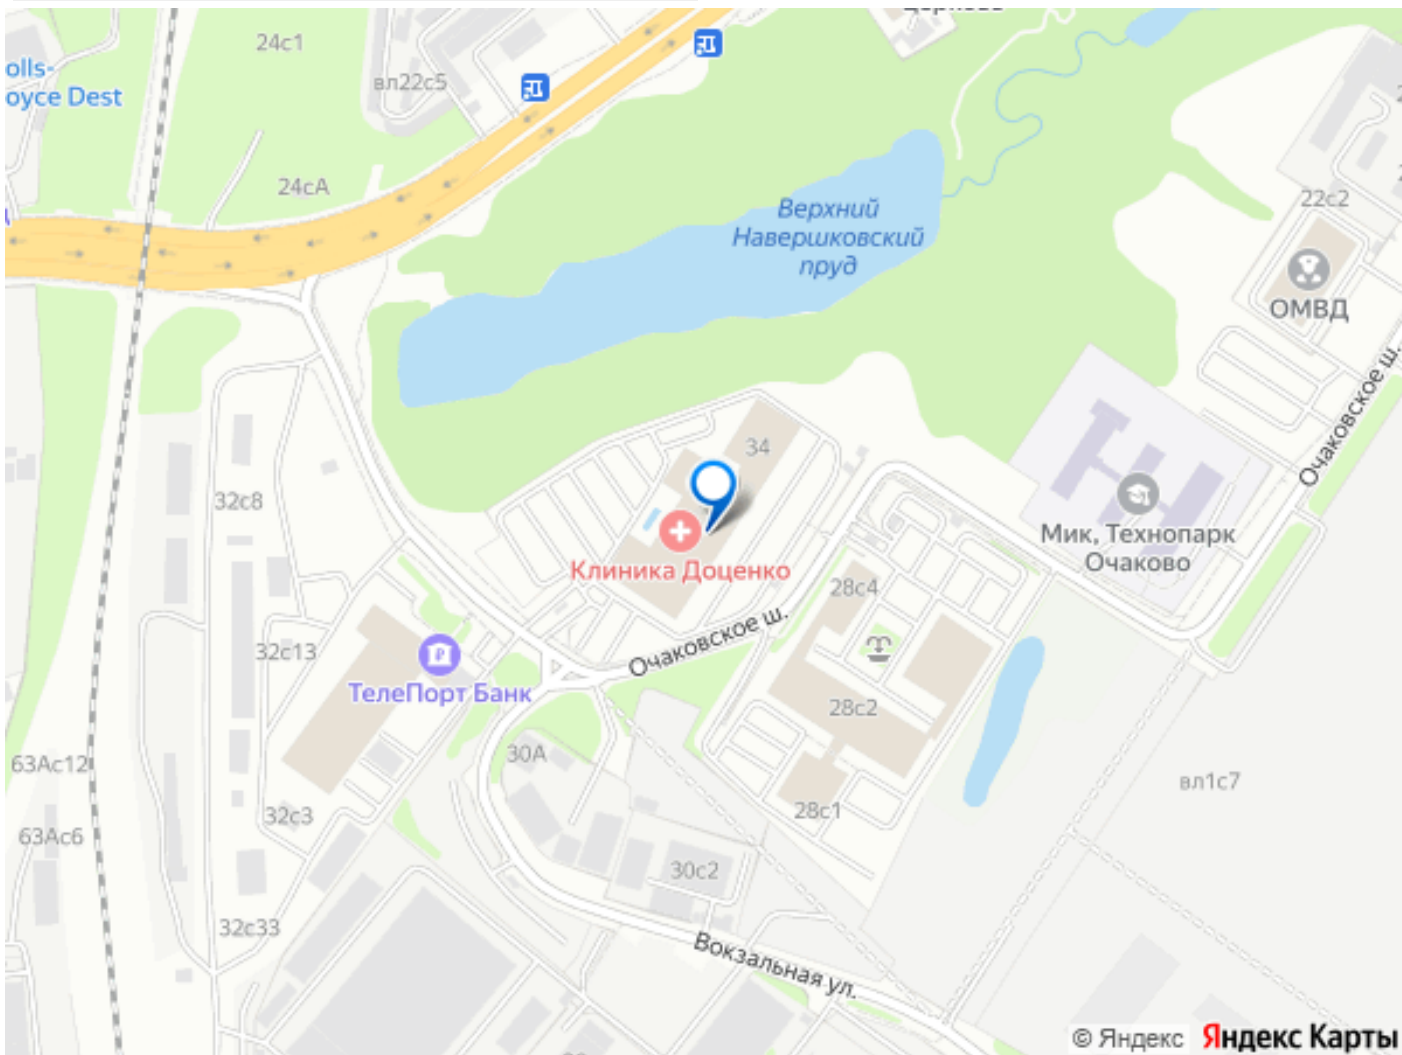 24с1
olls-
oyce Dest
вл22с5
24сА
Верхний
Навершковский
пруд
22с2
ОМВД
Очаковское ш.
34
32с8
Клиника Доценко
Мик, Технопарк
Очаково
28с4
Очаковское ш.
32с13
ТелеПорт Банк
28с2
30А
63Ас12
вл1с7
28с1
32с3
63Ас6
30с2
32с33
Вокзальная ул.
© Яндекс Яндекс Карты